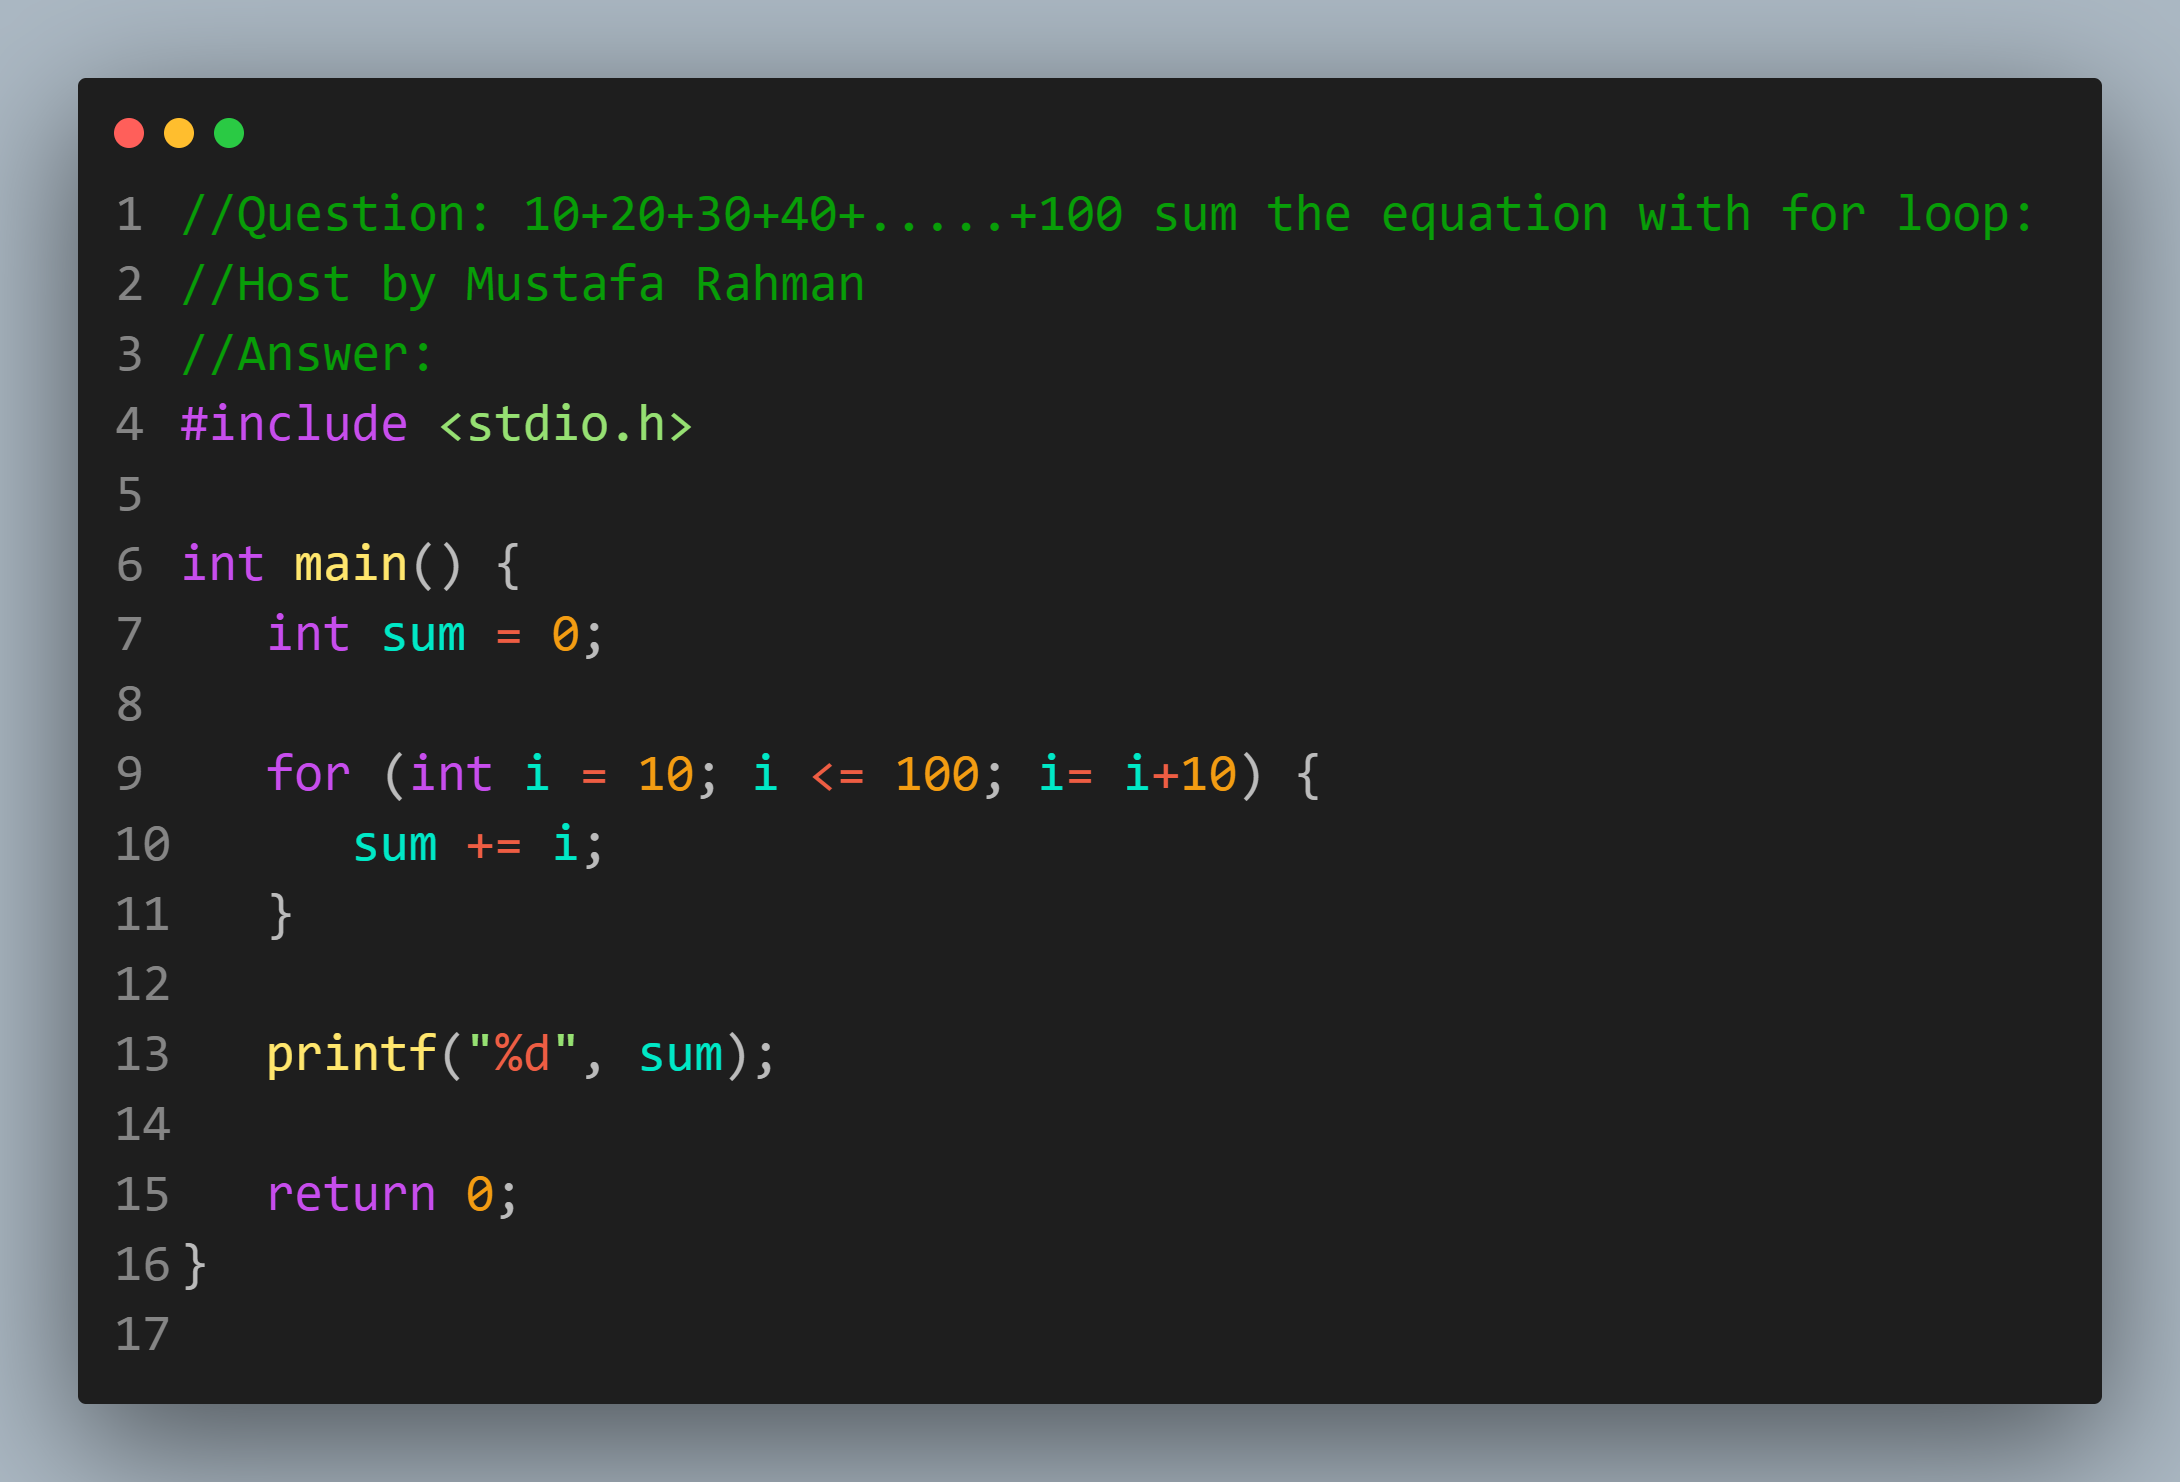 1 //Question: 10+20+30+40+.....+100 sum the equation with for loop:
2 //Host by Mustafa Rahman
3 //Answer:
4 #include <stdio.h>
5
6 int main() {
7    int sum = 0;
8
9    for (int i = 10; i <= 100; i= i+10) {
10       sum += i;
11    }
12
13    printf("%d", sum);
14
15    return 0;
16 }
17